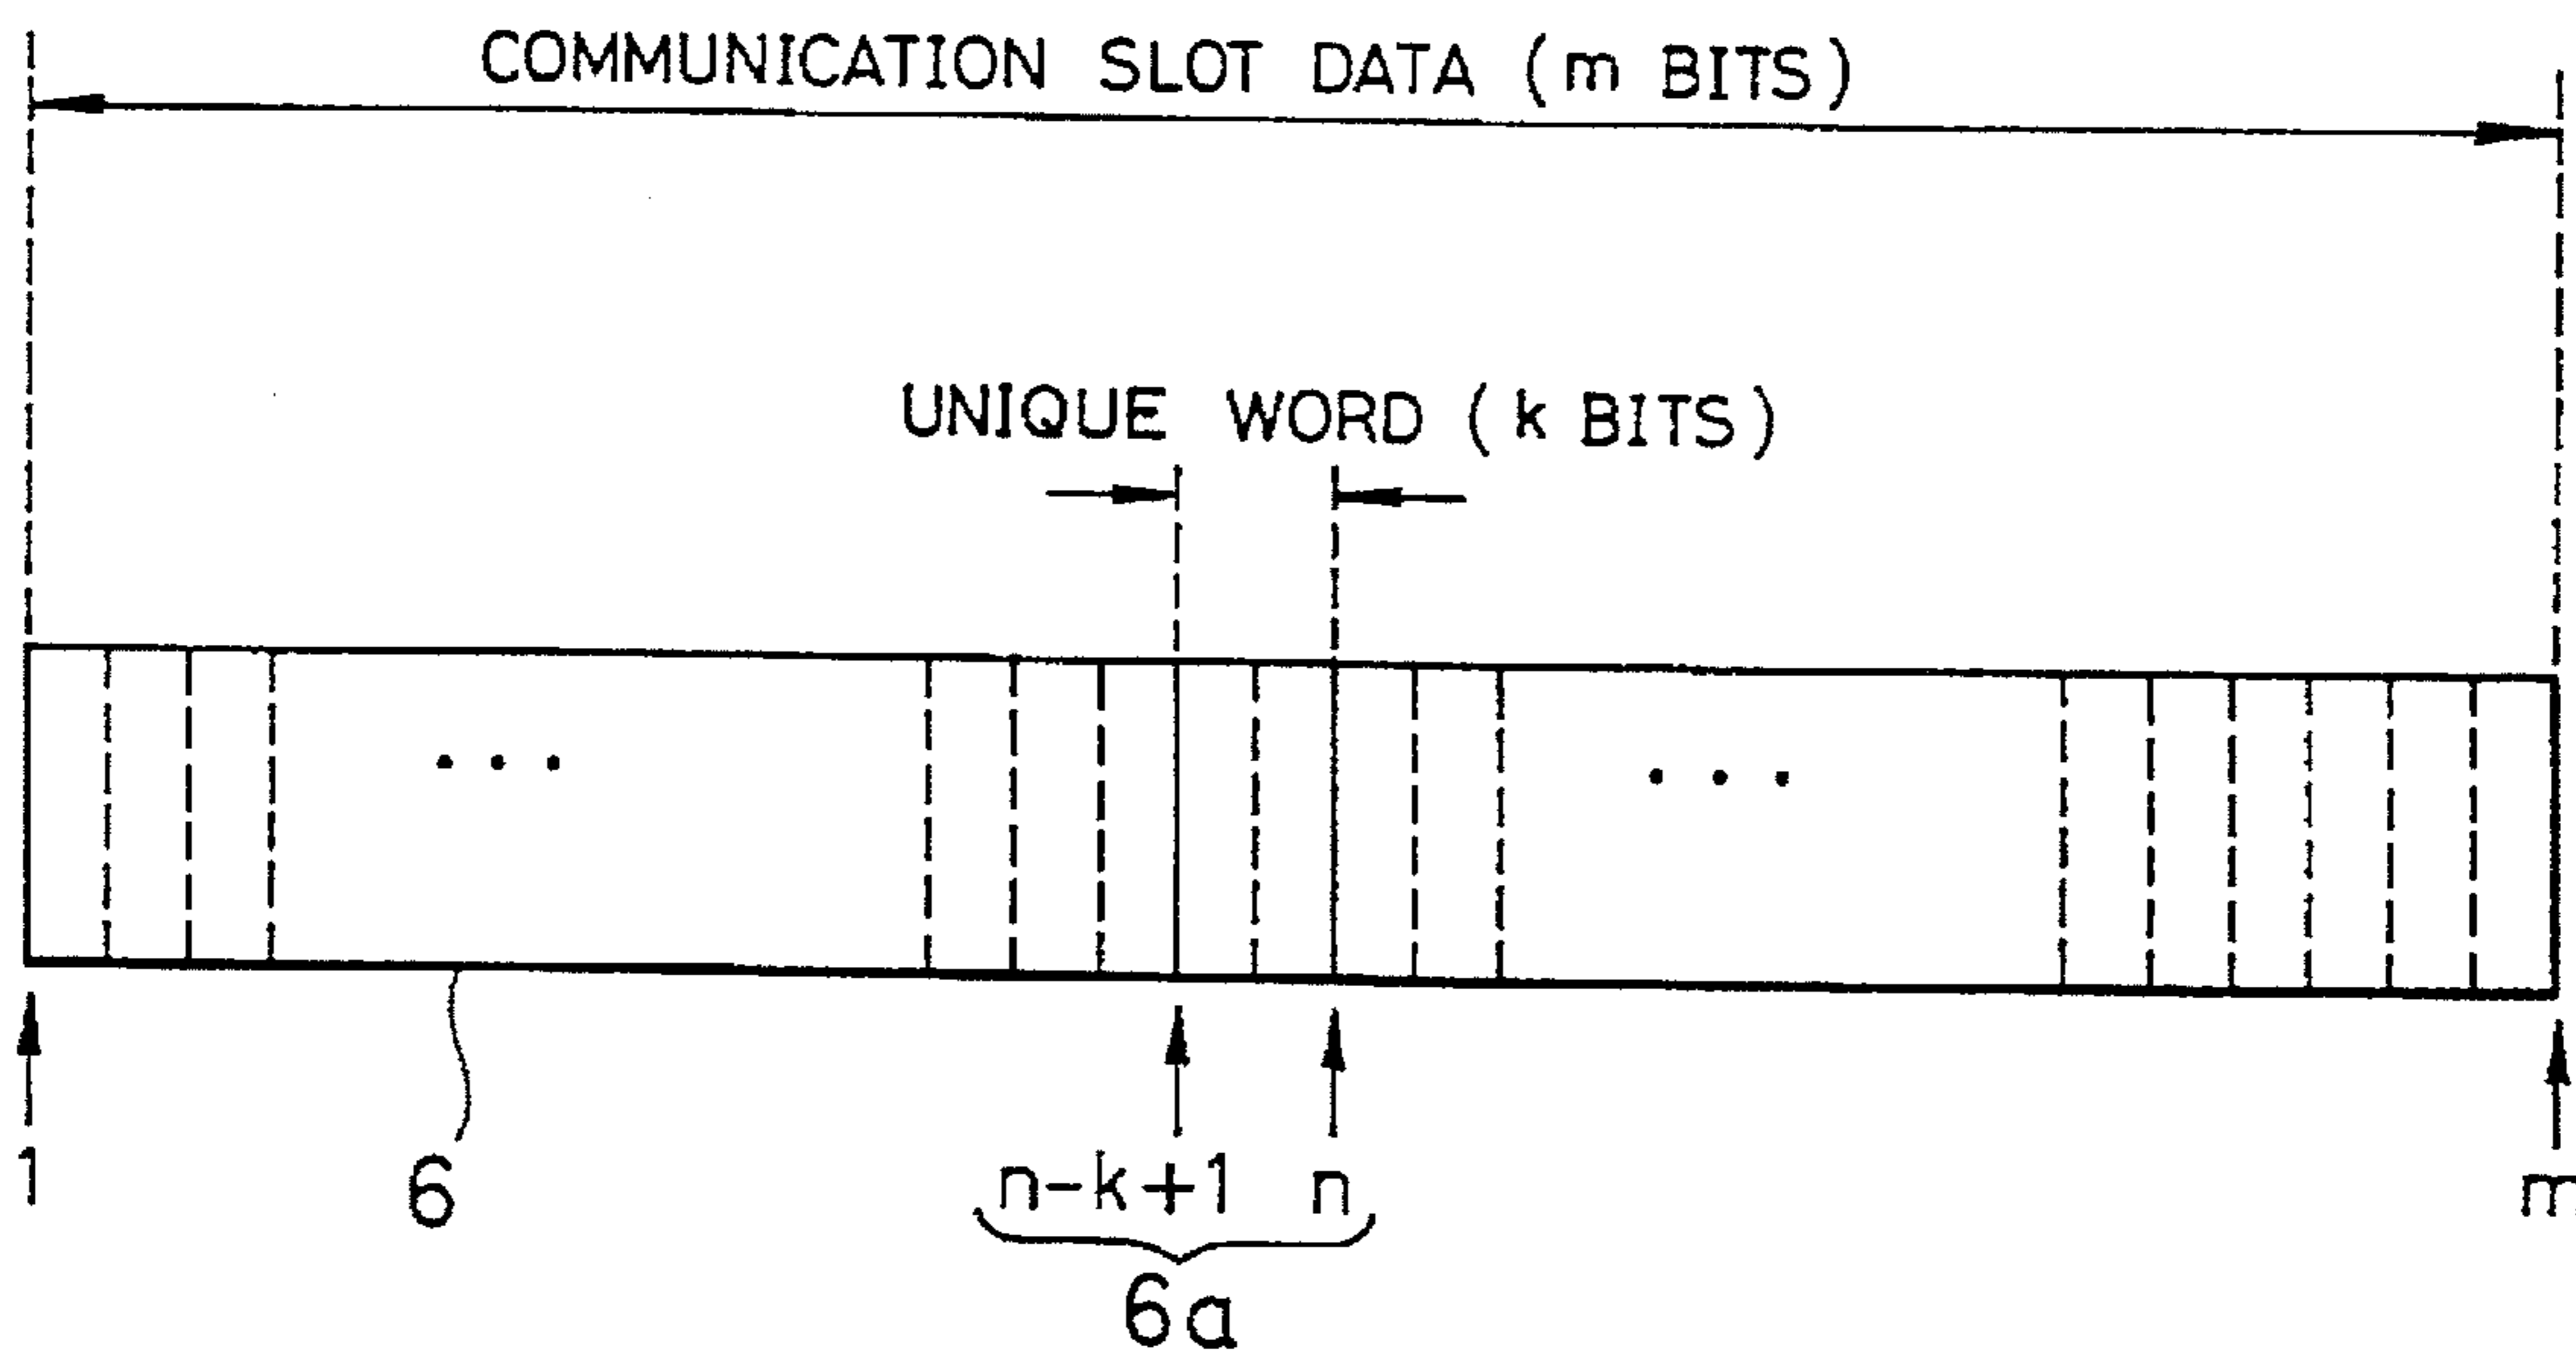 COMMUNICATION SLOT DATA (m BITS)
UNIQUE WORD (k BITS)
1
6
n-k+1 n
m
6a